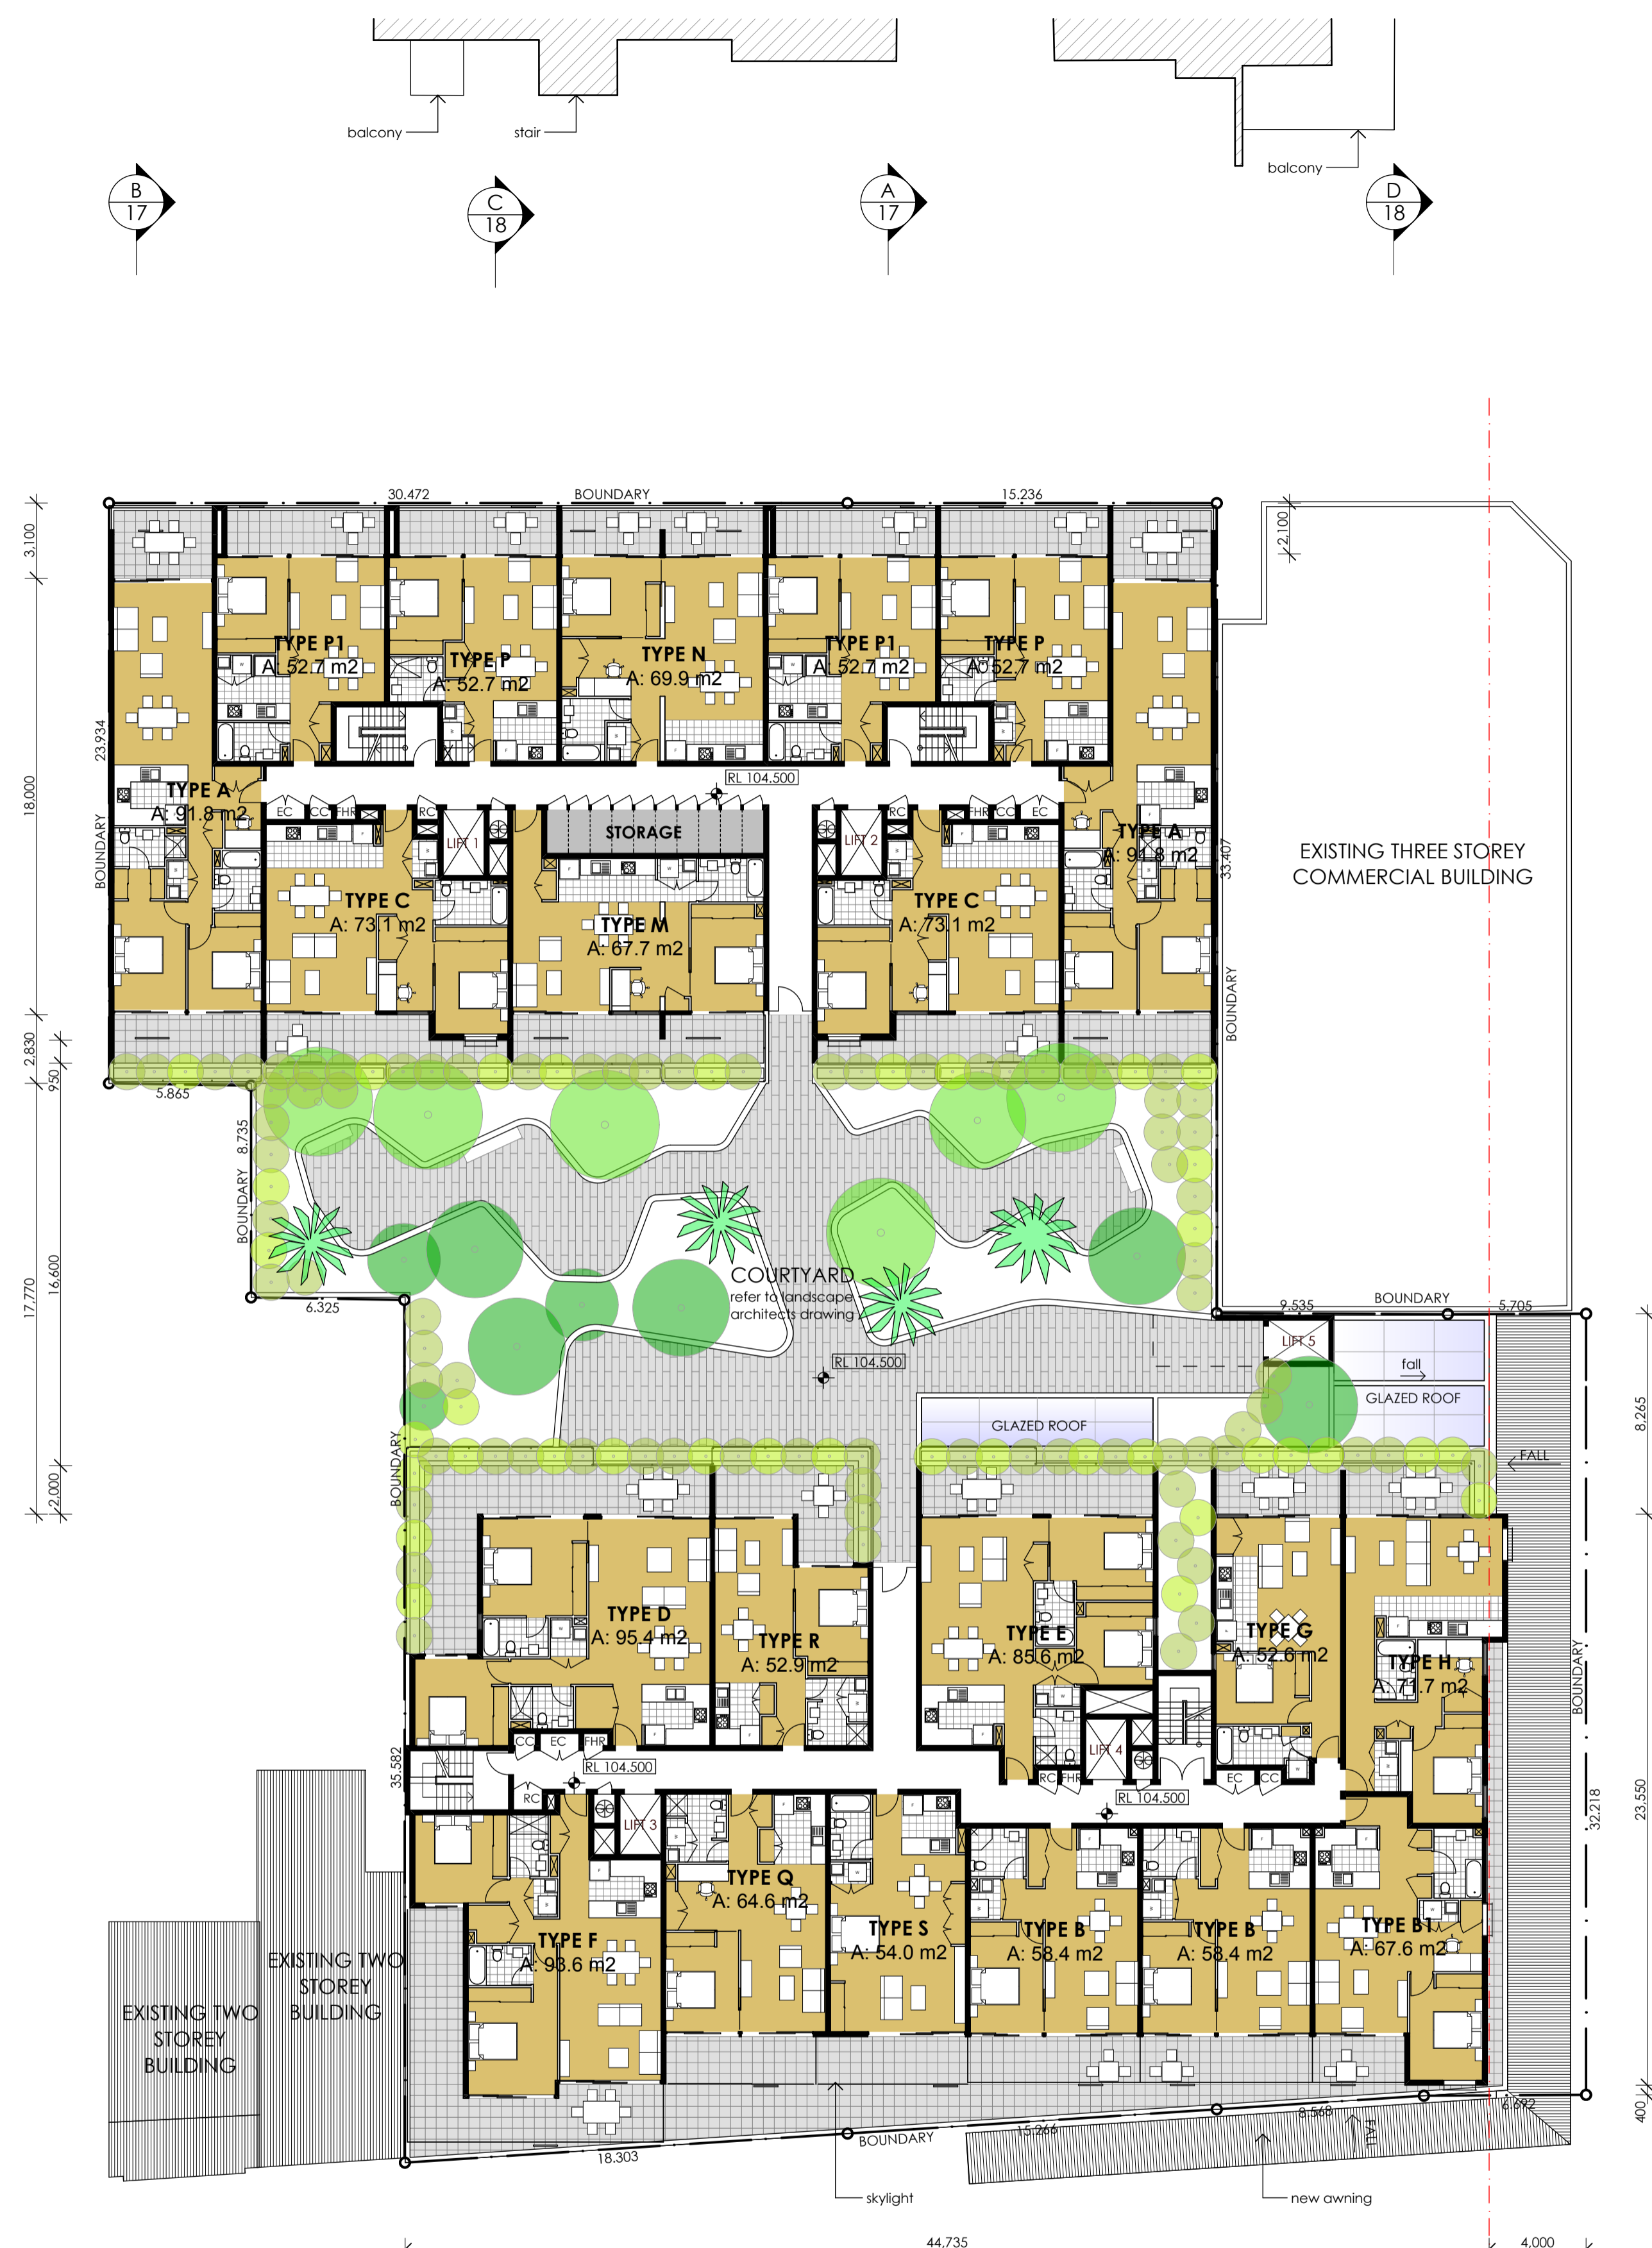 balcony
stair
balcony
B
17
C
18
A
17
D
18
30.472
BOUNDARY
15.236
3,100
2,100
TYPE P1
A: 52.7 m2
TYPE P
A: 52.7 m2
TYPE N
A: 69.9 m2
TYPE P1
A: 52.7 m2
TYPE P
A: 52.7 m2
23.934
18,000
RL 104.500
TYPE A
A: 91.8 m2
EC
CC
FHR
RC
LIFT 1
STORAGE
LIFT 2
RC
FHR
CC
EC
TYPE A
A: 91.8 m2
33.407
BOUNDARY
EXISTING THREE STOREY
COMMERCIAL BUILDING
TYPE C
A: 73.1 m2
TYPE M
A: 67.7 m2
TYPE C
A: 73.1 m2
BOUNDARY
2,830
950
5.865
8.735
BOUNDARY
17,770
16,600
COURTYARD
refer to landscape
architects drawing
6.325
9.535
BOUNDARY
5.705
LIFT 5
RL 104.500
fall
GLAZED ROOF
GLAZED ROOF
8,265
FALL
BOUNDARY
2,000
TYPE D
A: 95.4 m2
TYPE R
A: 52.9 m2
TYPE E
A: 85.6 m2
TYPE G
A: 52.6 m2
TYPE H
A: 71.7 m2
BOUNDARY
CC
EC
FHR
RL 104.500
35.582
RC
LIFT 3
LIFT 4
RC
FHR
EC
CC
RL 104.500
32.218
23,550
TYPE Q
A: 64.6 m2
TYPE S
A: 54.0 m2
TYPE F
A: 93.6 m2
TYPE B
A: 58.4 m2
TYPE B
A: 58.4 m2
TYPE B1
A: 67.6 m2
EXISTING TWO
STOREY
BUILDING
EXISTING TWO
STOREY
BUILDING
18.303
BOUNDARY
15.266
8.568
FALL
6.692
400
skylight
new awning
44,735
4,000